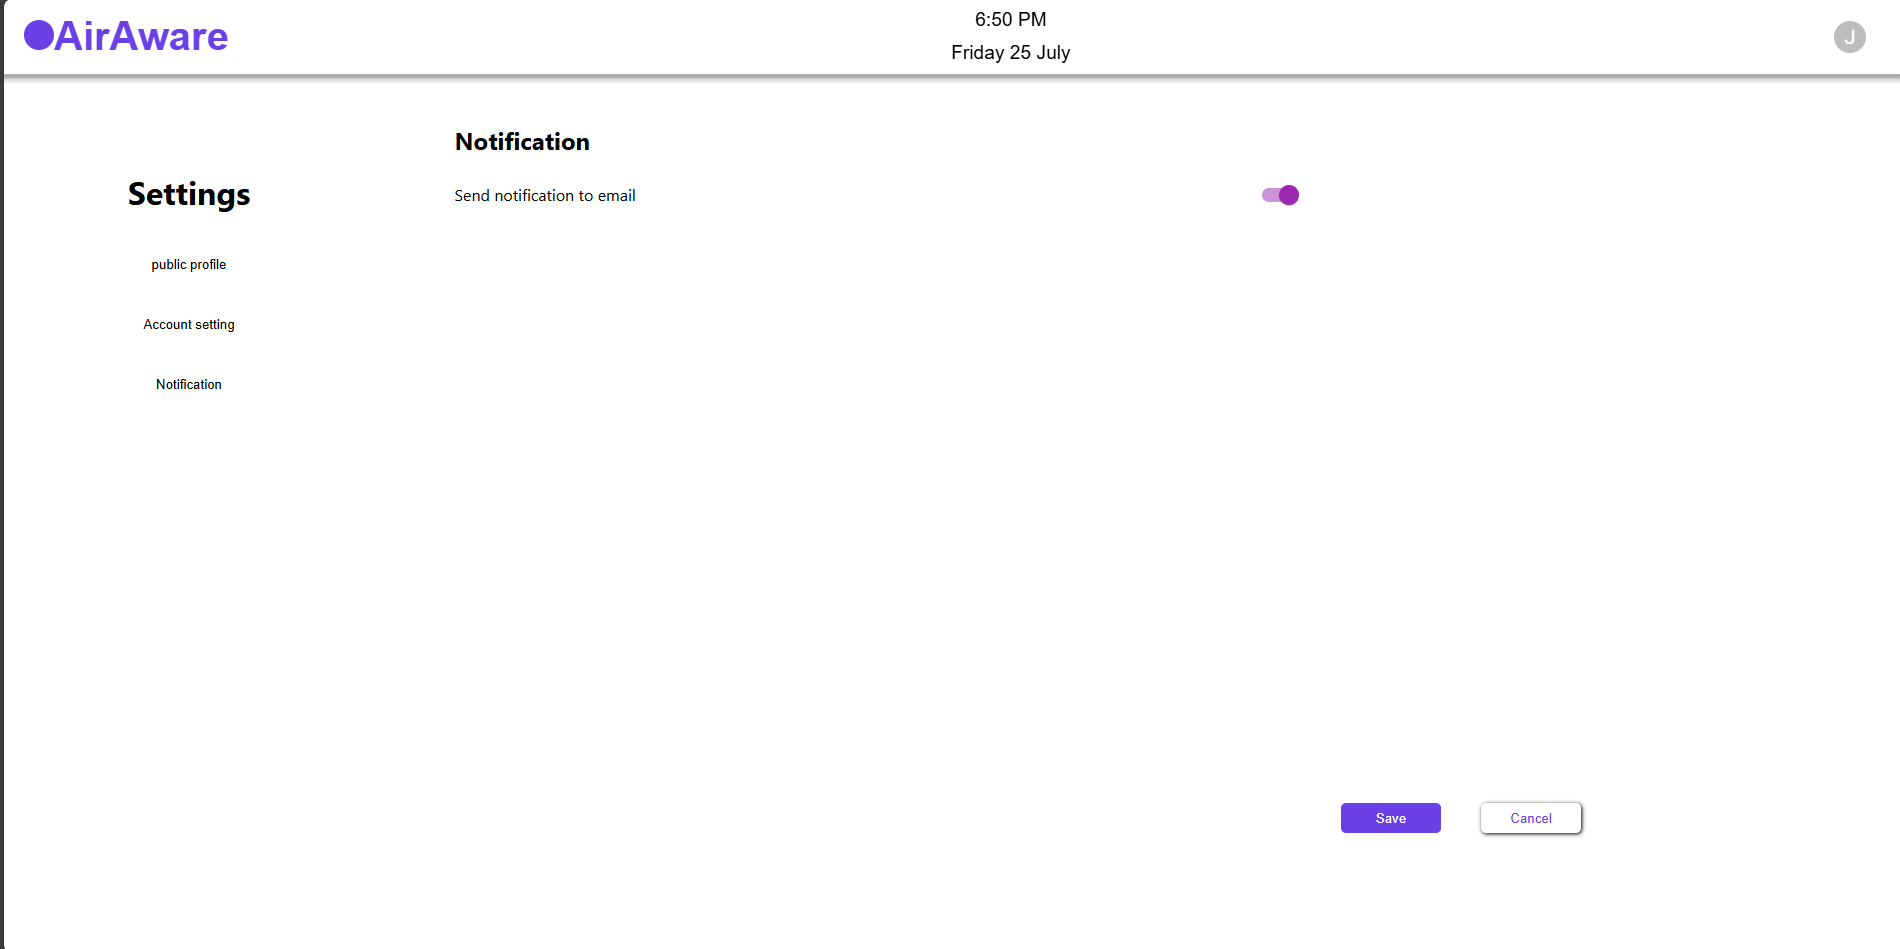 AirAware
6:50 PM
Friday 25 July
J
Settings
public profile
Account setting
Notification
Notification
Send notification to email
Save
Cancel